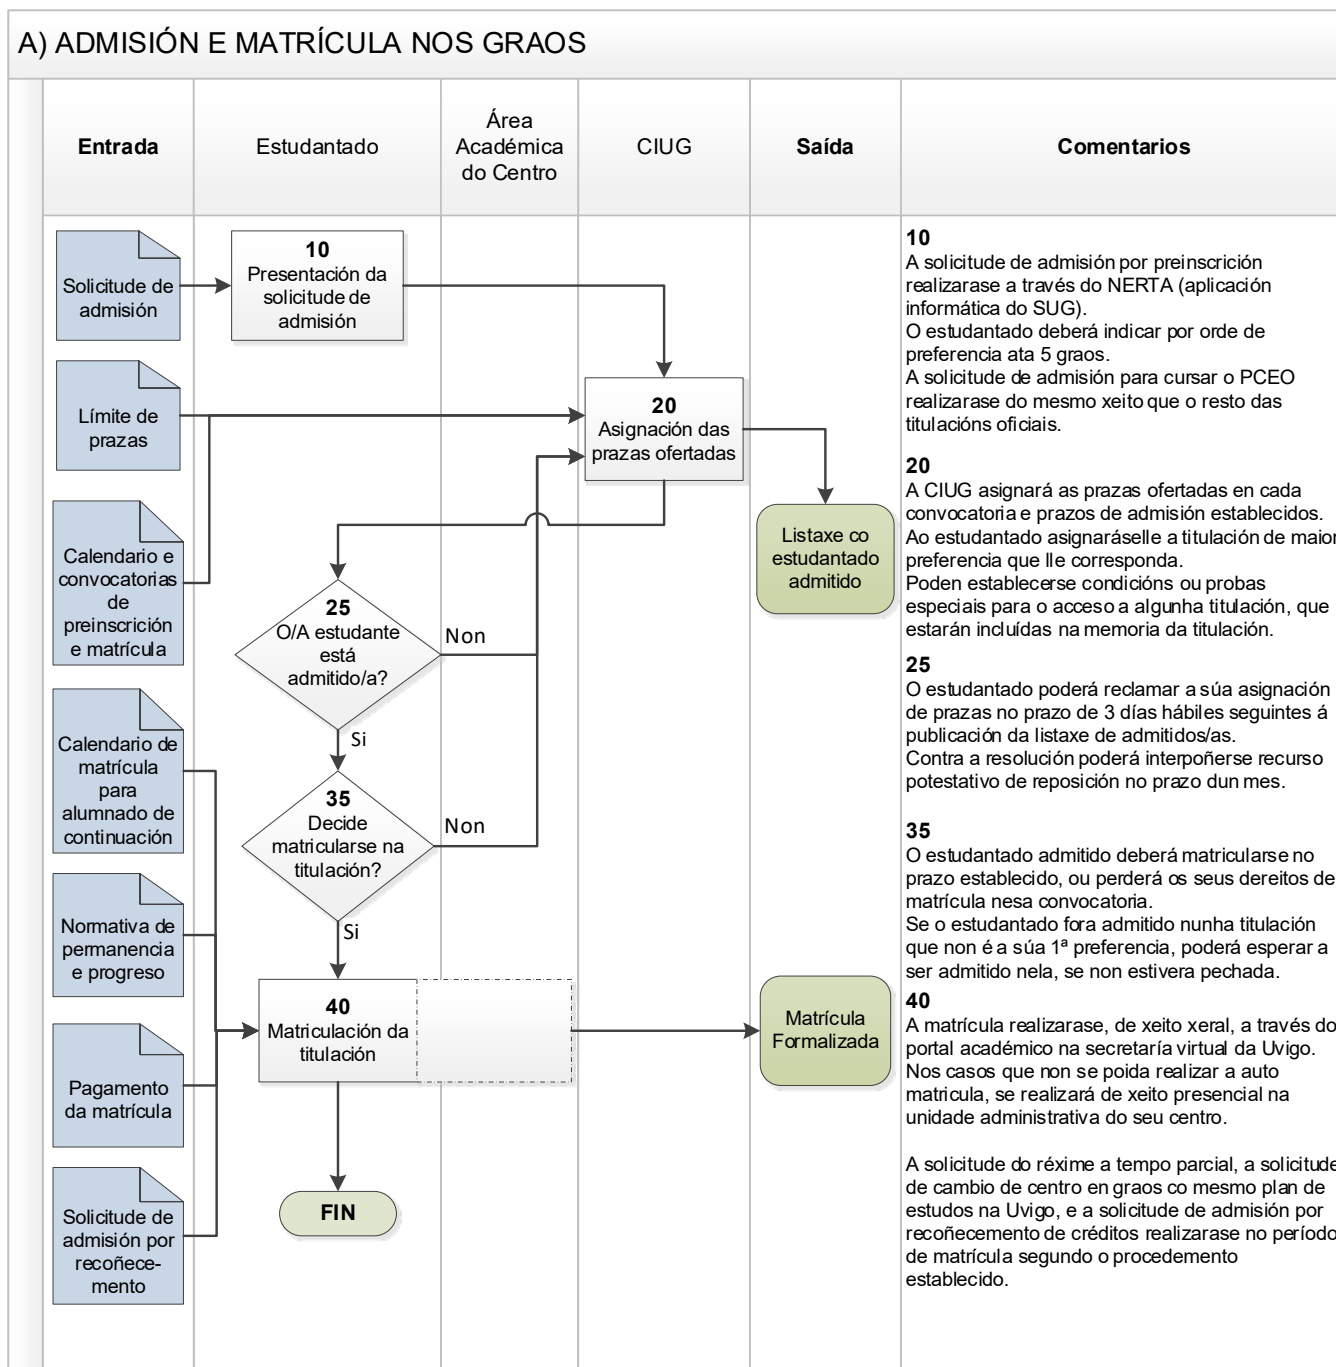 A) ADMISIÓN E MATRÍCULA NOS GRAOS
Entrada
Estudantado
Área
Académica
do Centro
CIUG
Saída
Comentarios
Solicitude de
admisión
Límite de
prazas
Calendario e
convocatorias
de
preinscrición
e matrícula
Calendario de
matrícula
para
alumnado de
continuación
Normativa de
permanencia
e progreso
Pagamento
da matrícula
Solicitude de
admisión por
recoñece-
mento
10
Presentación da
solicitude de
admisión
20
Asignación das
prazas ofertadas
Listaxe co
estudantado
admitido
25
O/A estudante
está
admitido/a?
Non
Si
35
Decide
matricularse na
titulación?
Non
Si
40
Matriculación da
titulación
Matrícula
Formalizada
FIN
10
A solicitude de admisión por preinscrición
realizarase a través do NERTA (aplicación
informática do SUG).
O estudantado deberá indicar por orde de
preferencia ata 5 graos.
A solicitude de admisión para cursar o PCEO
realizarase do mesmo xeito que o resto das
titulacións oficiais.
20
A CIUG asignará as prazas ofertadas en cada
convocatoria e prazos de admisión establecidos.
Ao estudantado asignaráselle a titulación de maior
preferencia que lle corresponda.
Poden establecerse condicións ou probas
especiais para o acceso a algunha titulación, que
estarán incluídas na memoria da titulación.
25
O estudantado poderá reclamar a súa asignación
de prazas no prazo de 3 días hábiles seguintes á
publicación da listaxe de admitidos/as.
Contra a resolución poderá interpoñerse recurso
potestativo de reposición no prazo dun mes.
35
O estudantado admitido deberá matricularse no
prazo establecido, ou perderá os seus dereitos de
matrícula nesa convocatoria.
Se o estudantado fora admitido nunha titulación
que non é a súa 1ª preferencia, poderá esperar a
ser admitido nela, se non estivera pechada.
40
A matrícula realizarase, de xeito xeral, a través do
portal académico na secretaría virtual da Uvigo.
Nos casos que non se poida realizar a auto
matricula, se realizará de xeito presencial na
unidade administrativa do seu centro.
A solicitude do réxime a tempo parcial, a solicitude
de cambio de centro en graos co mesmo plan de
estudos na Uvigo, e a solicitude de admisión por
recoñecemento de créditos realizarase no período
de matrícula segundo o procedemento
establecido.